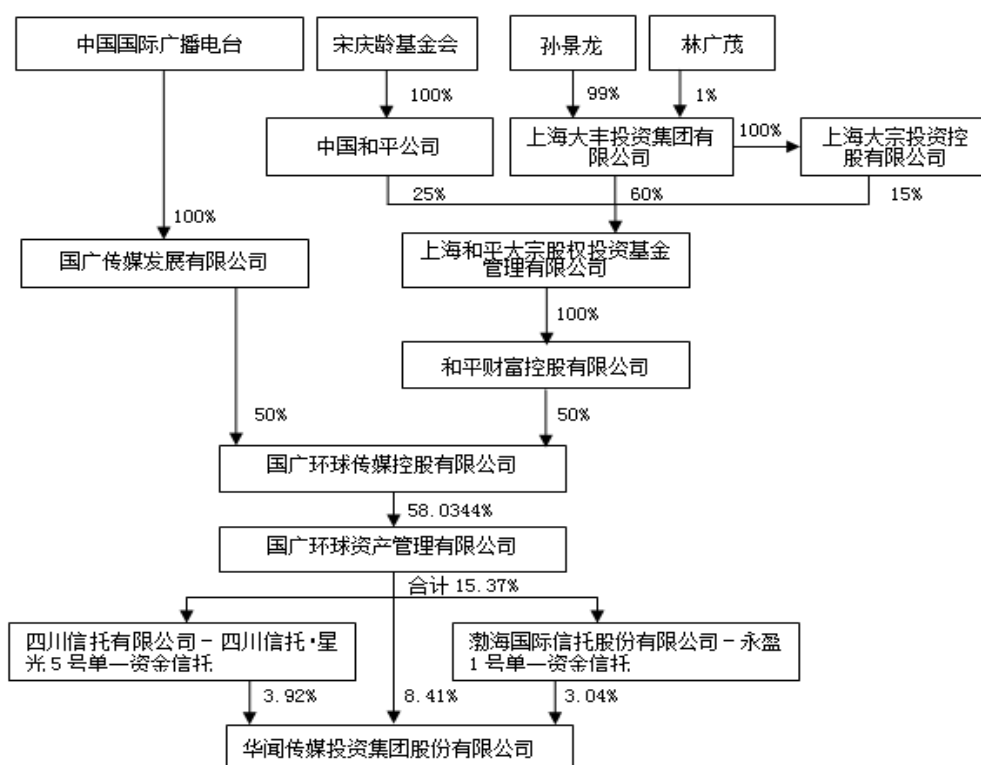 中国国际广播电台
宋庆龄基金会
孙景龙
林广茂
100%
99%
1%
中国和平公司
上海大丰投资集团有
限公司
100%
上海大宗投资控
股有限公司
25%
60%
15%
100%
国广传媒发展有限公司
上海和平大宗股权投资基金
管理有限公司
100%
和平财富控股有限公司
50%
50%
国广环球传媒控股有限公司
58.0344%
国广环球资产管理有限公司
合计 15.37%
四川信托有限公司－四川信托·星
光5号单一资金信托
渤海国际信托股份有限公司－永盈
1号单一资金信托
3.92%
8.41%
3.04%
华闻传媒投资集团股份有限公司